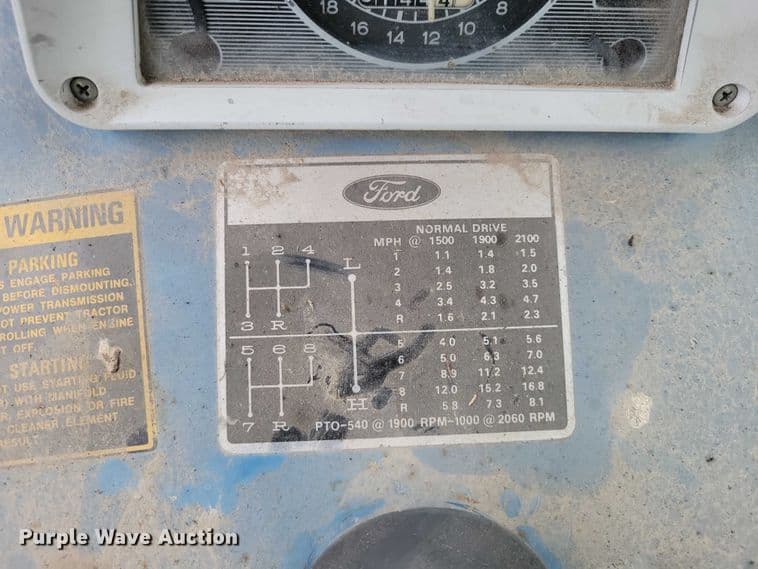 18 8
16 14 12 10
Ford
NORMAL DRIVE
MPH @ 1500 1900 2100
1 1.1 1.4 1.5
2 1.4 1.8 2.0
3 2.5 3.2 3.5
4 3.4 4.3 4.7
R 1.6 2.1 2.3
5 4.0 5.1 5.6
6 5.0 6.3 7.0
7 8.9 11.2 12.4
8 12.0 15.2 16.8
R 5.8 7.3 8.1
1 2 4 L
3 R
5 6 8
7 R H
PTO-540 @ 1900 RPM-1000 @ 2060 RPM
WARNING
PARKING
ENGAGE PARKING
BEFORE DISMOUNTING.
POWER TRANSMISSION
NOT PREVENT TRACTOR
ROLLING WHEN ENGINE
OFF.
STARTING
USE STARTING FLUID
WITH MANIFOLD
EXPLOSION OR FIRE
CLEANER ELEMENT
RESULT
Purple Wave Auction